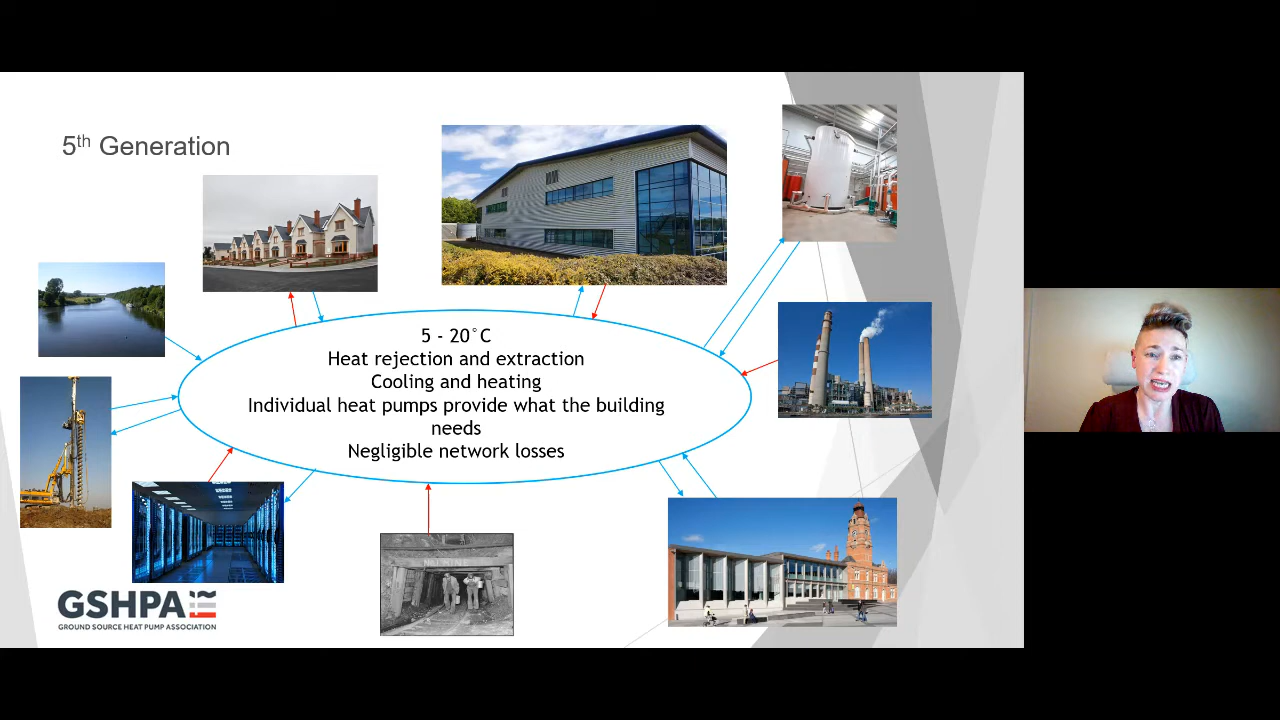 5th Generation
5 - 20°C
Heat rejection and extraction
Cooling and heating
Individual heat pumps provide what the building
needs
Negligible network losses
GSHPA
GROUND SOURCE HEAT PUMP ASSOCIATION